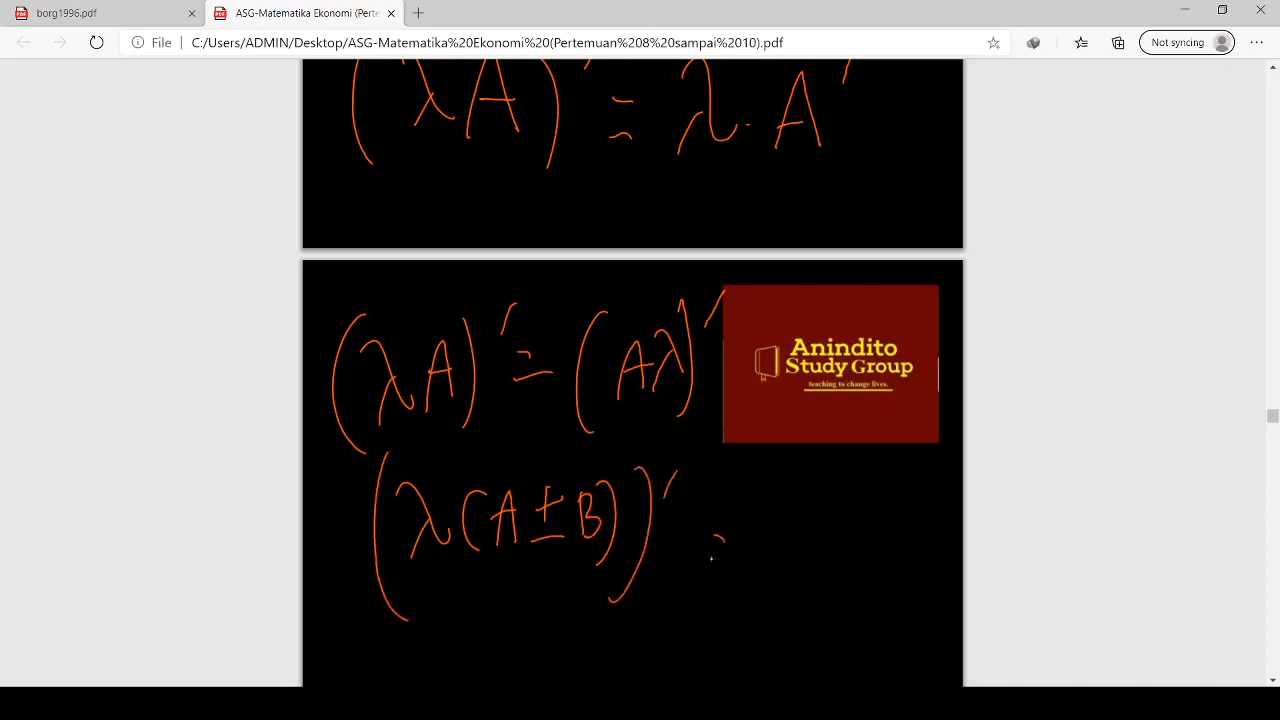 borg1996.pdf
ASG-Matematika Ekonomi (Perte
Not syncing
File
C:/Users/ADMIN/Desktop/ASG-Matematika%20Ekonomi%20(Pertemuan%208%20sampai%2010).pdf
(λA)' = λ.A'
(λA)' = (Aλ)'
Anindito
Study Group
teaching to change lives.
(λ(A±B))' =